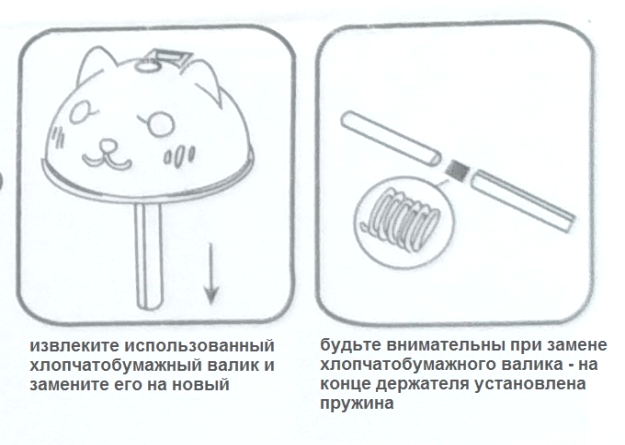 извлеките использованный
хлопчатобумажный валик и
замените его на новый
будьте внимательны при замене
хлопчатобумажного валика - на
конце держателя установлена
пружина